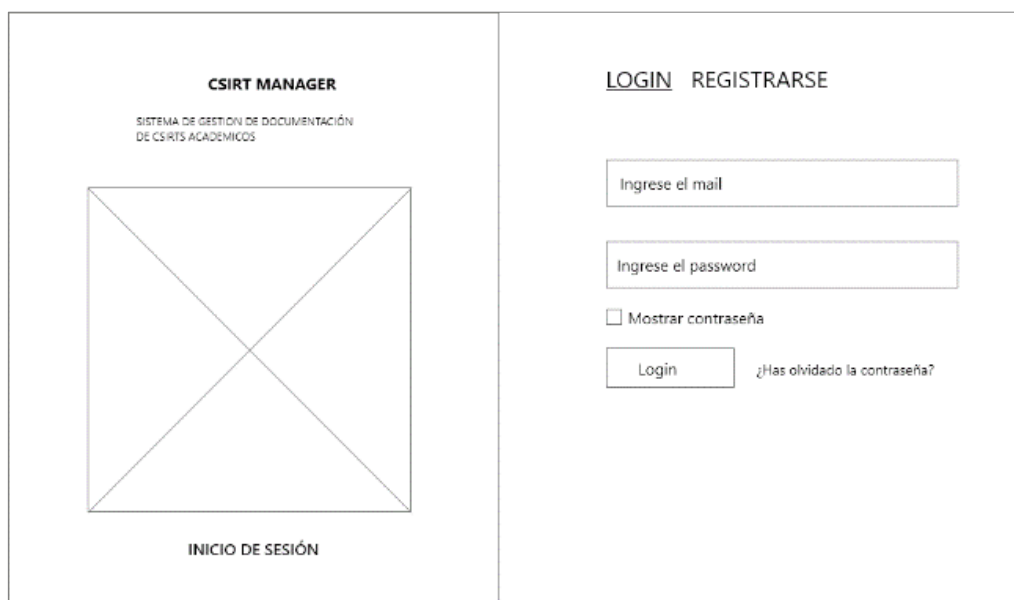 CSIRT MANAGER
SISTEMA DE GESTION DE DOCUMENTACIÓN
DE CSIRTS ACADEMICOS
INICIO DE SESIÓN
LOGIN REGISTRARSE
Ingrese el mail
Ingrese el password
Mostrar contraseña
Login ¿Has olvidado la contraseña?